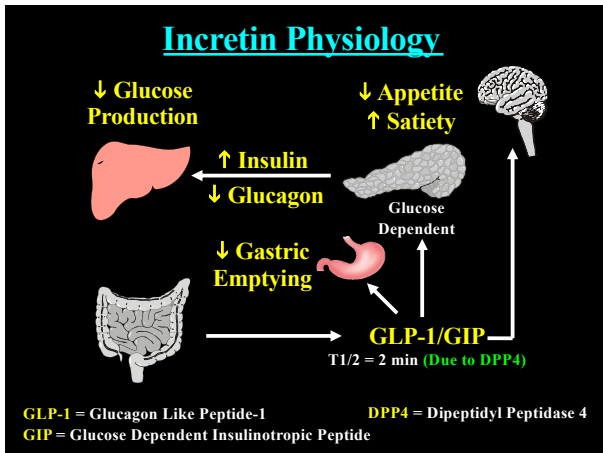 Incretin Physiology
↓ Glucose
Production
↓ Appetite
↑ Satiety
↑ Insulin
↓ Glucagon
Glucose
Dependent
↓ Gastric
Emptying
GLP-1/GIP
T1/2 = 2 min (Due to DPP4)
GLP-1 = Glucagon Like Peptide-1
DPP4 = Dipeptidyl Peptidase 4
GIP = Glucose Dependent Insulinotropic Peptide